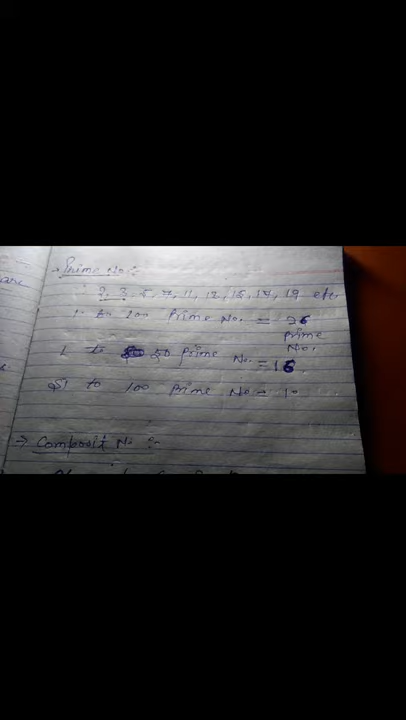 → Prime No :-
2, 3, 5, 7, 11, 12, 15, 17, 19 etc
1 to 100 Prime No. = 26
Prime
No.
1 to 50 Prime No. = 16
51 to 100 Prime No - 10
⇒ Composit No :-